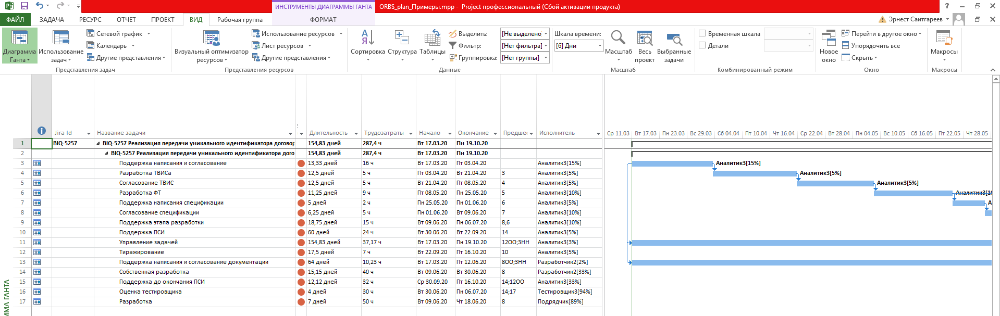 ИНСТРУМЕНТЫ ДИАГРАММЫ ГАНТА ORBS_plan_Примеры.mpp - Project профессиональный (Сбой активации продукта)
ФАЙЛ ЗАДАЧА РЕСУРС ОТЧЕТ ПРОЕКТ ВИД Рабочая группа ФОРМАТ Эрнест Саитгареев
Диаграмма Ганта
Использование задач
Сетевой график
Календарь
Другие представления
Представления задач
Визуальный оптимизатор ресурсов
Использование ресурсов
Лист ресурсов
Другие представления
Представления ресурсов
Сортировка
Структура
Таблицы
Выделить: [Не выделено
Фильтр: [Нет фильтра]
Группировка: [Нет группы]
Данные
Шкала времени:
[6] Дни
Масштаб
Весь проект
Выбранные задачи
Масштаб
Временная шкала
Детали
Комбинированный режим
Новое окно
Перейти в другое окно
Упорядочить все
Скрыть
Окно
Макросы
Макросы
Jira Id Название задачи Длительность Трудозатраты Начало Окончание Предшес Исполнитель
Ср 11.03 Вт 17.03 Пн 23.03 Вс 29.03 Сб 04.04 Пт 10.04 Чт 16.04 Ср 22.04 Вт 28.04 Пн 04.05 Вс 10.05 Сб 16.05 Пт 22.05 Чт 28.05
1 BIQ-5257 BIQ-5257 Реализация передачи уникального идентификатора договор 154,83 дней 287,4 ч Вт 17.03.20 Пн 19.10.20
2 BIQ-5257 Реализация передачи уникального идентификатора дого 154,83 дней 287,4 ч Вт 17.03.20 Пн 19.10.20
3 Поддержка написания и согласование 13,33 дней 16 ч Вт 17.03.20 Пт 03.04.20 Аналитик3[15%] Аналитик3[15%]
4 Разработка ТВИСа 12,5 дней 5 ч Пт 03.04.20 Вт 21.04.20 3 Аналитик3[5%] Аналитик3[5%]
5 Согласование ТВИС 12,5 дней 5 ч Вт 21.04.20 Пт 08.05.20 4 Аналитик3[5%] Аналитик3[5%]
6 Разработка ФТ 11,25 дней 9 ч Пт 08.05.20 Пн 25.05.20 5 Аналитик3[10%] Аналитик3[10
7 Поддержка написания спецификации 5 дней 2 ч Пн 25.05.20 Пн 01.06.20 6 Аналитик3[5%] А
8 Согласование спецификации 6,25 дней 5 ч Пн 01.06.20 Вт 09.06.20 7 Аналитик3[10%]
9 Поддержка этапа разработки 18,75 дней 15 ч Вт 09.06.20 Пн 06.07.20 8;6 Аналитик3[10%]
10 Поддержка ПСИ 60 дней 24 ч Вт 30.06.20 Вт 22.09.20 14 Аналитик3[5%]
11 Управление задачей 154,83 дней 37,17 ч Вт 17.03.20 Пн 19.10.20 12ОО;3НН Аналитик3[3%]
12 Тиражирование 17,5 дней 7 ч Вт 22.09.20 Пт 16.10.20 10 Аналитик3[5%]
13 Поддержка написания и согласование документации 64 дней 10,23 ч Вт 17.03.20 Пт 12.06.20 8ОО;3НН Разработчик2[2%]
14 Собственная разработка 15,15 дней 40 ч Вт 09.06.20 Вт 30.06.20 8 Разработчик2[33%]
15 Поддержка до окончания ПСИ 12,12 дней 32 ч Ср 30.09.20 Пт 16.10.20 14;12ОО Аналитик3[33%]
16 Оценка тестировщика 4 дней 30 ч Вт 30.06.20 Пн 06.07.20 14;17 Тестировщик3[94%]
17 Разработка 7 дней 50 ч Вт 09.06.20 Чт 18.06.20 8 Подрядчик[89%]
ММА ГАНТА